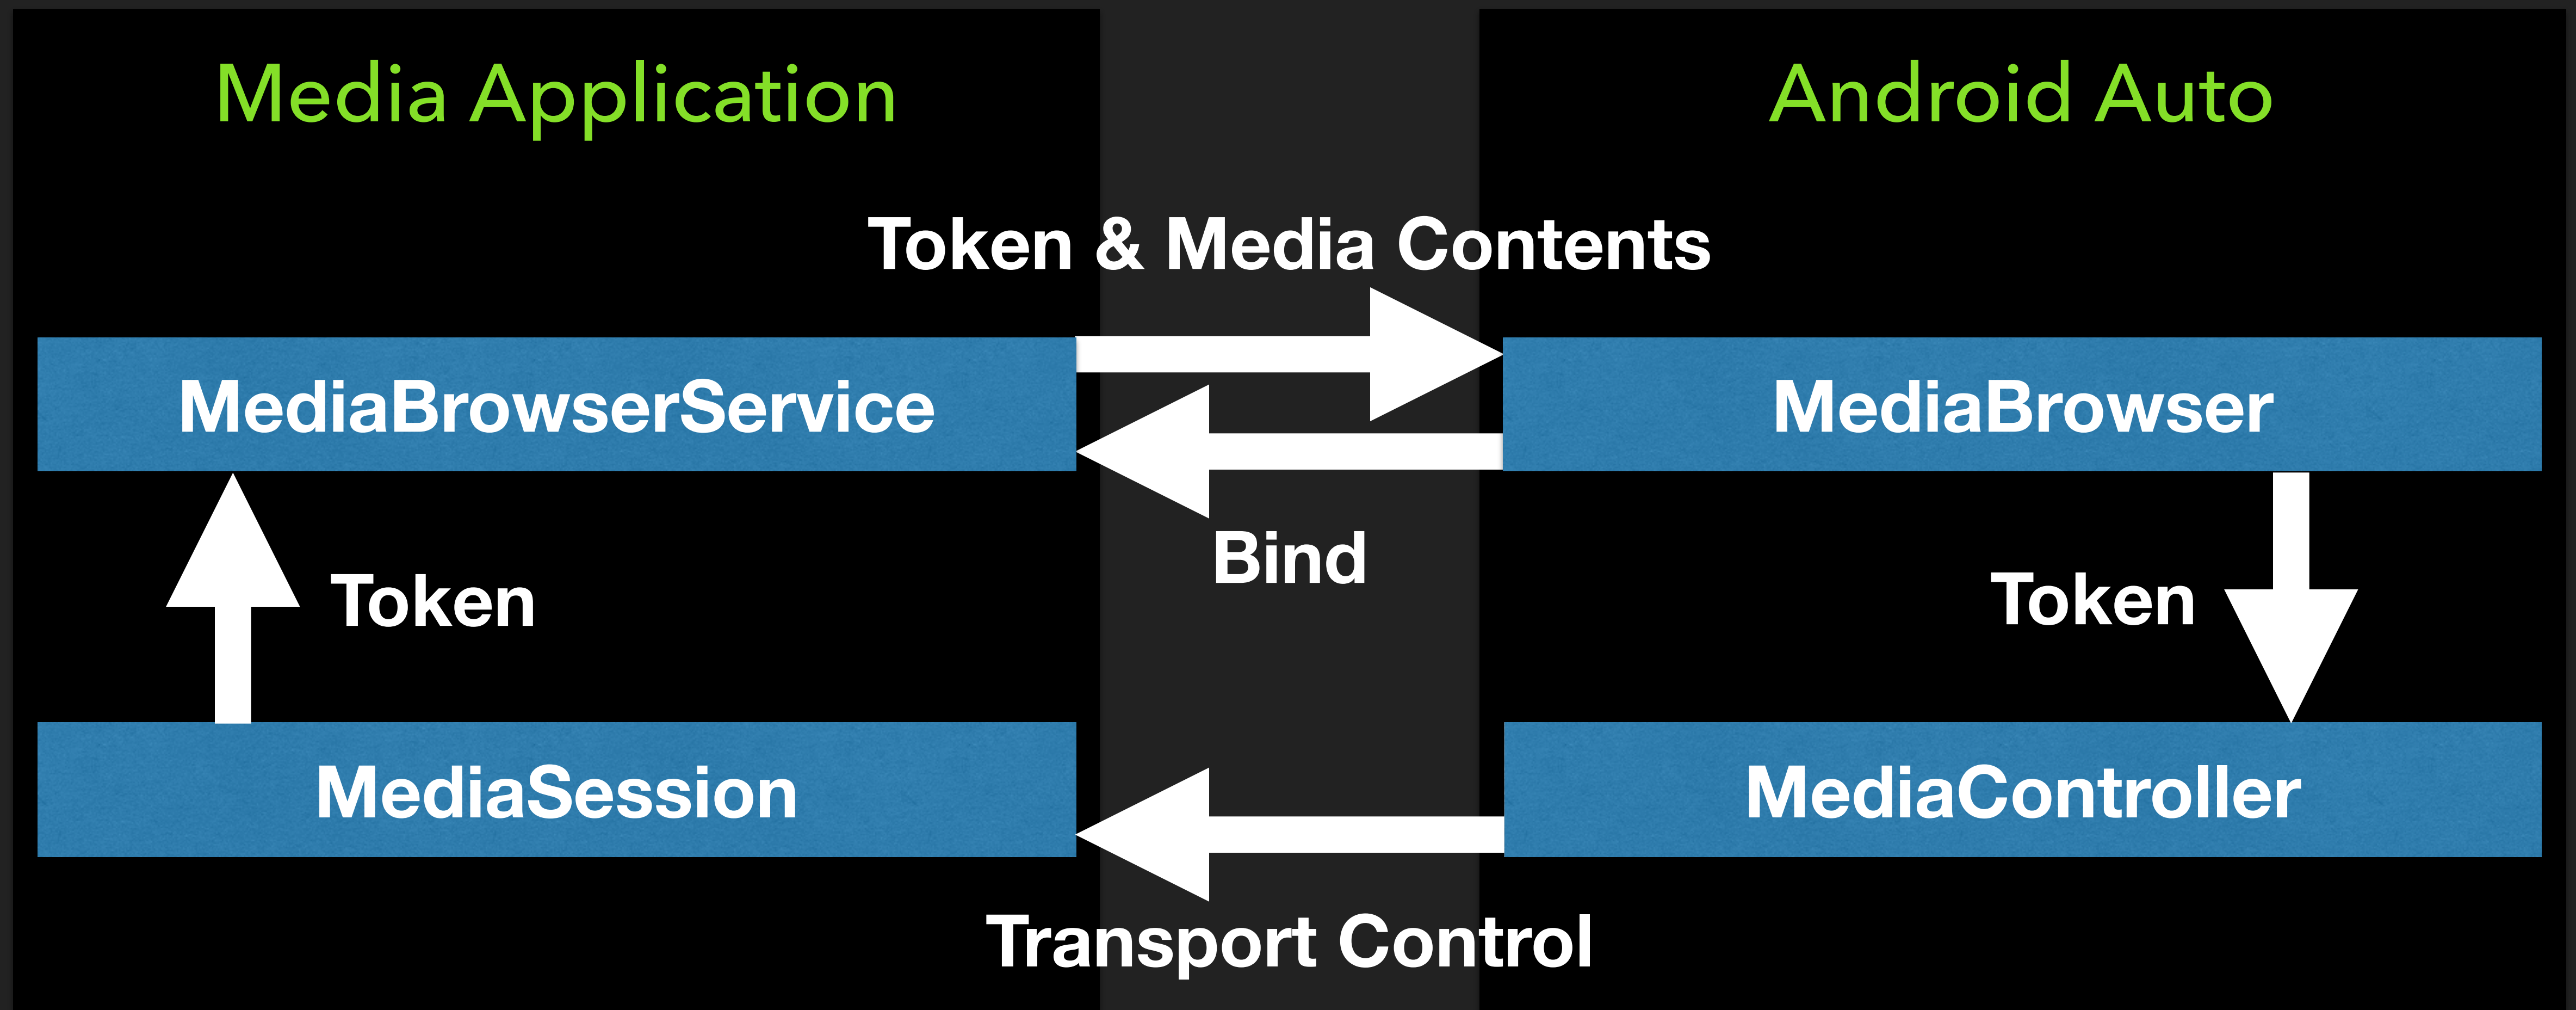 Media Application
Android Auto
Token & Media Contents
MediaBrowserService
MediaBrowser
Bind
Token
Token
MediaSession
MediaController
Transport Control